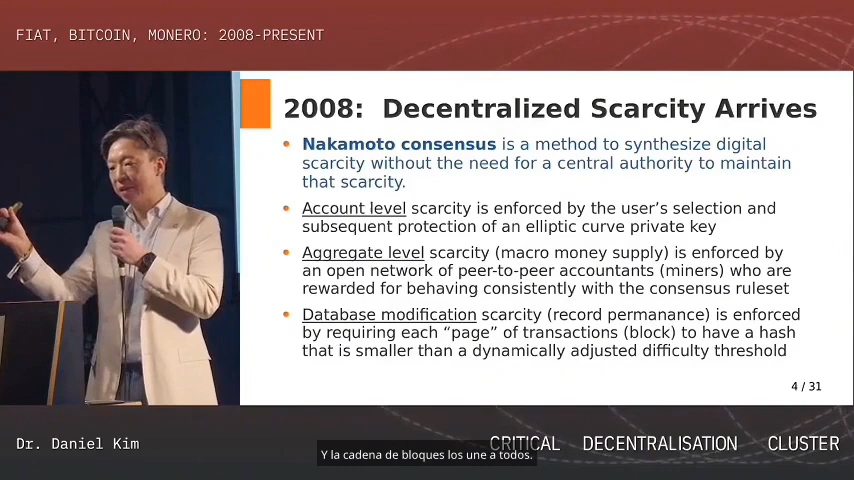 FIAT, BITCOIN, MONERO: 2008-PRESENT
2008: Decentralized Scarcity Arrives
Nakamoto consensus is a method to synthesize digital
scarcity without the need for a central authority to maintain
that scarcity.
Account level scarcity is enforced by the user’s selection and
subsequent protection of an elliptic curve private key
Aggregate level scarcity (macro money supply) is enforced by
an open network of peer-to-peer accountants (miners) who are
rewarded for behaving consistently with the consensus ruleset
Database modification scarcity (record permanance) is enforced
by requiring each “page” of transactions (block) to have a hash
that is smaller than a dynamically adjusted difficulty threshold
4 / 31
Dr. Daniel Kim
CRITICAL DECENTRALISATION CLUSTER
Y la cadena de bloques los une a todos.